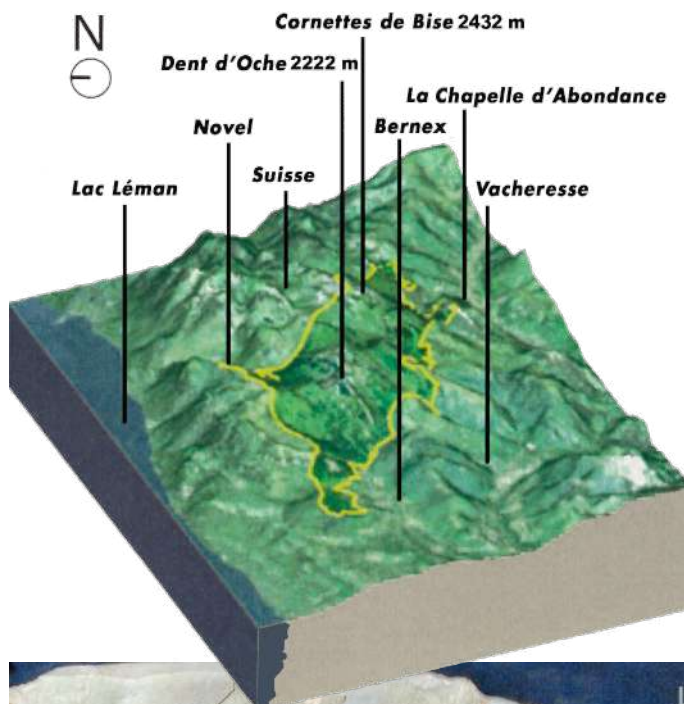 N
Cornettes de Bise 2432 m
Dent d'Oche 2222 m
La Chapelle d'Abondance
Novel
Bernex
Suisse
Lac Léman
Vacheresse